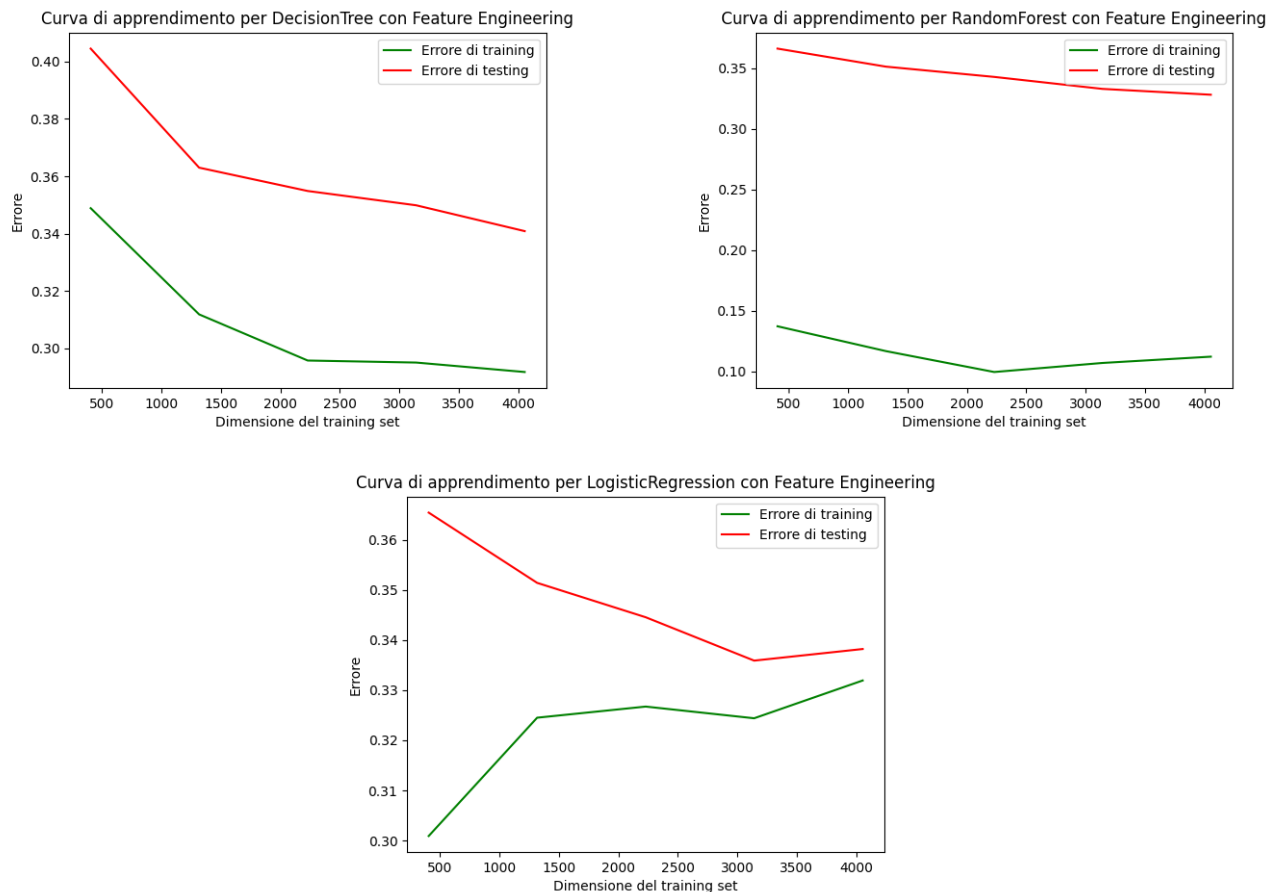 Curva di apprendimento per DecisionTree con Feature Engineering
Errore di training
Errore di testing
0.40
0.38
0.36
0.34
0.32
0.30
Errore
500 1000 1500 2000 2500 3000 3500 4000
Dimensione del training set
Curva di apprendimento per RandomForest con Feature Engineering
Errore di training
Errore di testing
0.35
0.30
0.25
0.20
0.15
0.10
Errore
500 1000 1500 2000 2500 3000 3500 4000
Dimensione del training set
Curva di apprendimento per LogisticRegression con Feature Engineering
Errore di training
Errore di testing
0.36
0.35
0.34
0.33
0.32
0.31
0.30
Errore
500 1000 1500 2000 2500 3000 3500 4000
Dimensione del training set